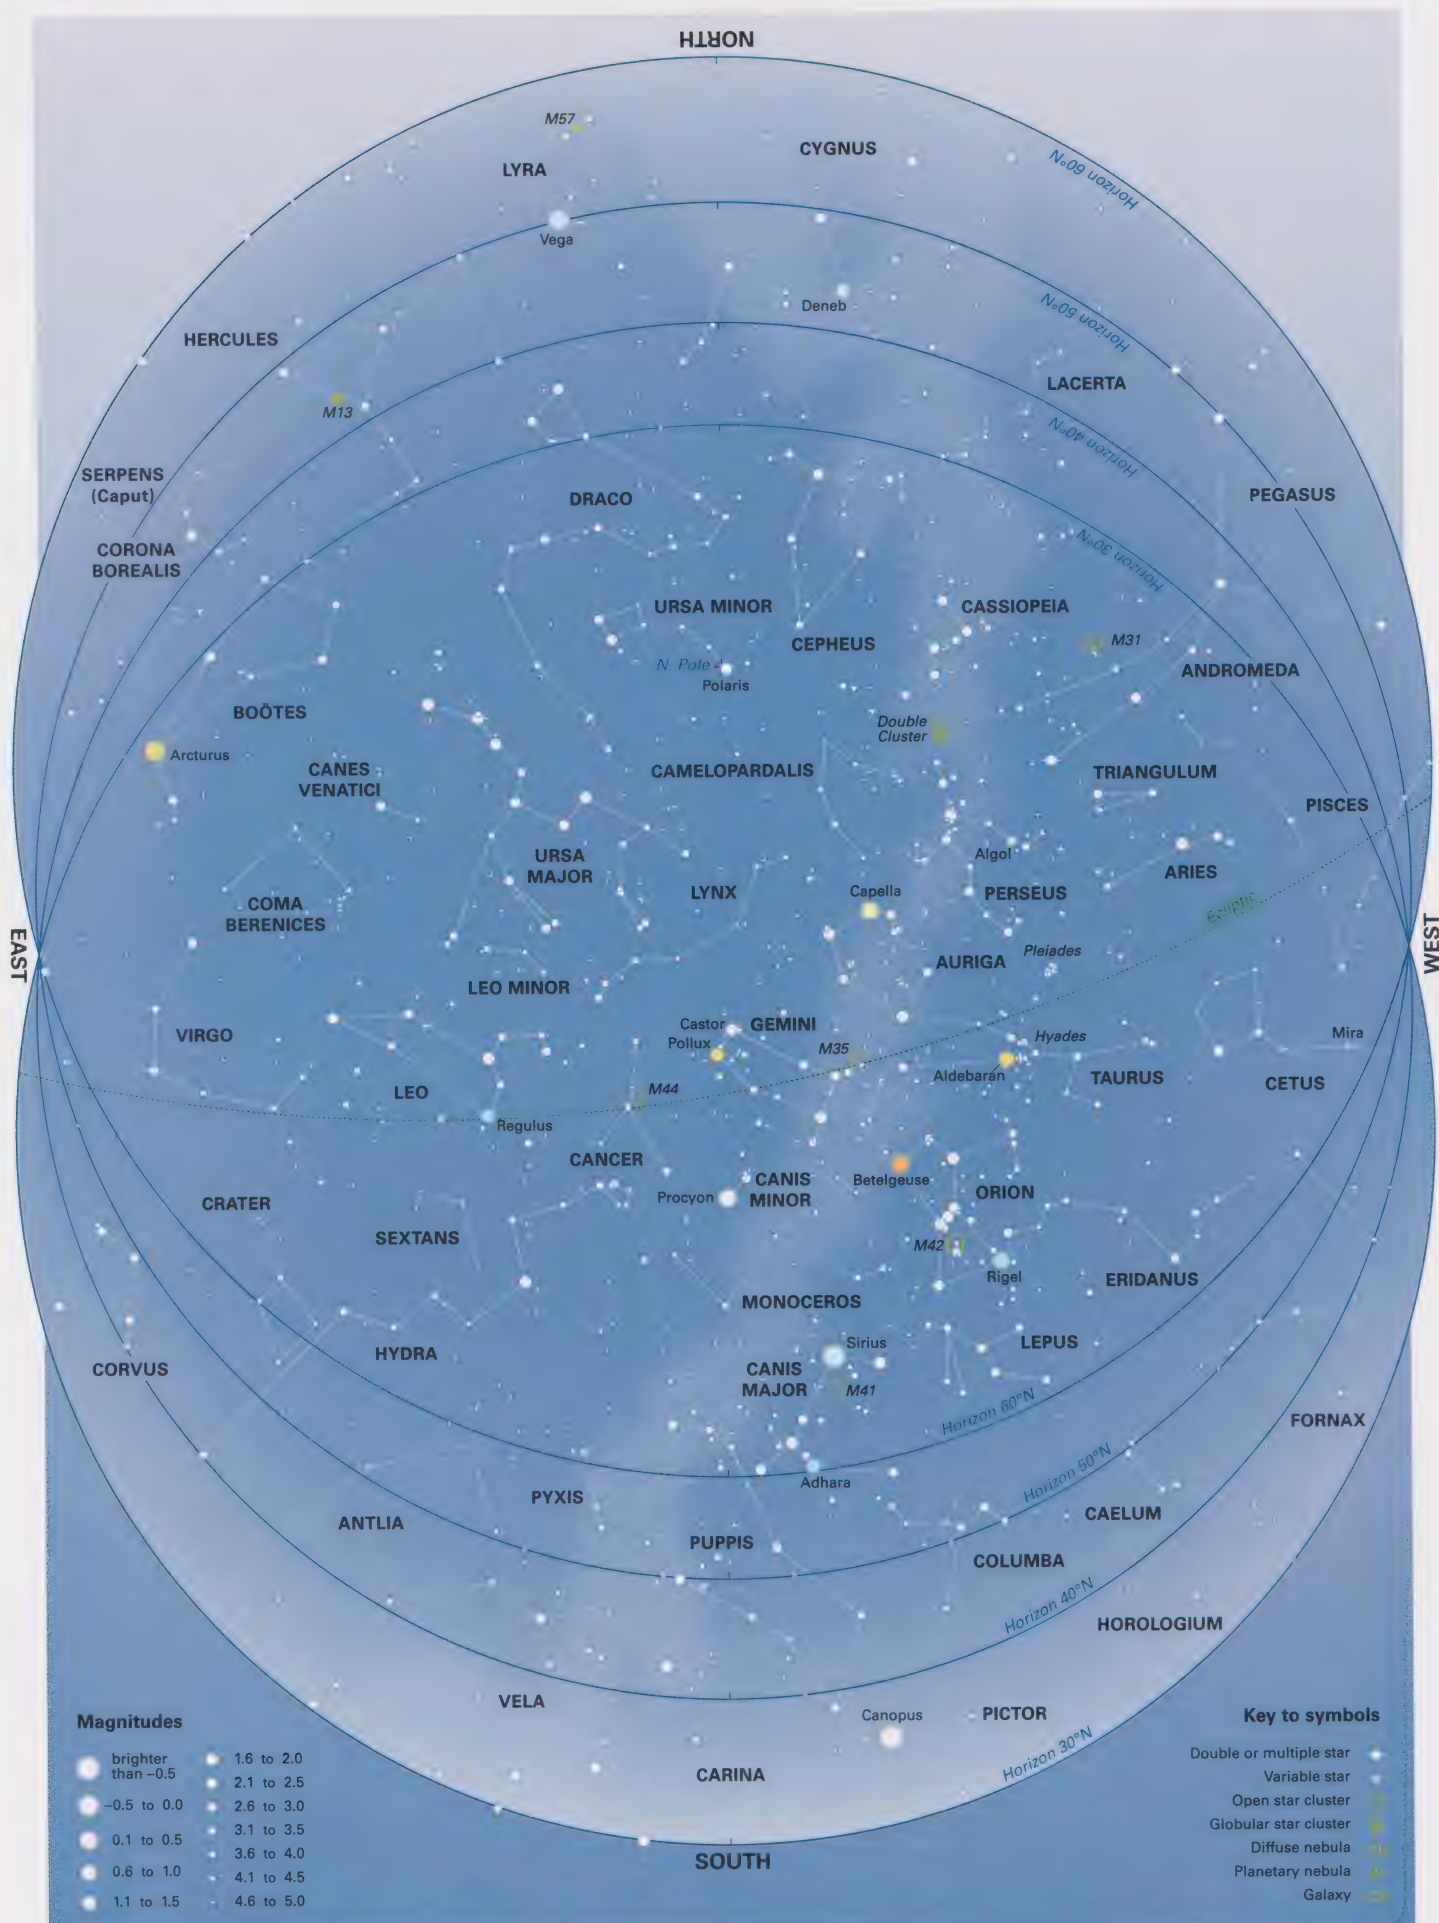 NORTH
M57
LYRA
CYGNUS
Horizon 60°N
Vega
Deneb
Horizon 50°N
HERCULES
LACERTA
M13
Horizon 40°N
SERPENS
(Caput)
DRACO
PEGASUS
CORONA
BOREALIS
Horizon 30°N
URSA MINOR
CASSIOPEIA
CEPHEUS
M31
N Pole
Polaris
ANDROMEDA
BOÖTES
Double
Cluster
Arcturus
CANES
VENATICI
CAMELOPARDALIS
TRIANGULUM
PISCES
Algol
URSA
MAJOR
ARIES
LYNX
Capella
PERSEUS
COMA
BERENICES
Ecliptic
EAST
WEST
AURIGA
Pleiades
LEO MINOR
VIRGO
Castor
GEMINI
Pollux
M35
Hyades
Mira
Aldebaran
TAURUS
CETUS
LEO
M44
Regulus
CANCER
CANIS
MINOR
Betelgeuse
ORION
Procyon
CRATER
SEXTANS
M42
Rigel
ERIDANUS
MONOCEROS
Sirius
LEPUS
HYDRA
CORVUS
CANIS
MAJOR
M41
Horizon 60°N
FORNAX
Adhara
Horizon 50°N
PYXIS
ANTLIA
CAELUM
PUPPIS
COLUMBA
Horizon 40°N
HOROLOGIUM
VELA
Canopus
PICTOR
CARINA
Horizon 30°N
SOUTH
Magnitudes
brighter
than –0.5
–0.5 to 0.0
0.1 to 0.5
0.6 to 1.0
1.1 to 1.5
1.6 to 2.0
2.1 to 2.5
2.6 to 3.0
3.1 to 3.5
3.6 to 4.0
4.1 to 4.5
4.6 to 5.0
Key to symbols
Double or multiple star
Variable star
Open star cluster
Globular star cluster
Diffuse nebula
Planetary nebula
Galaxy